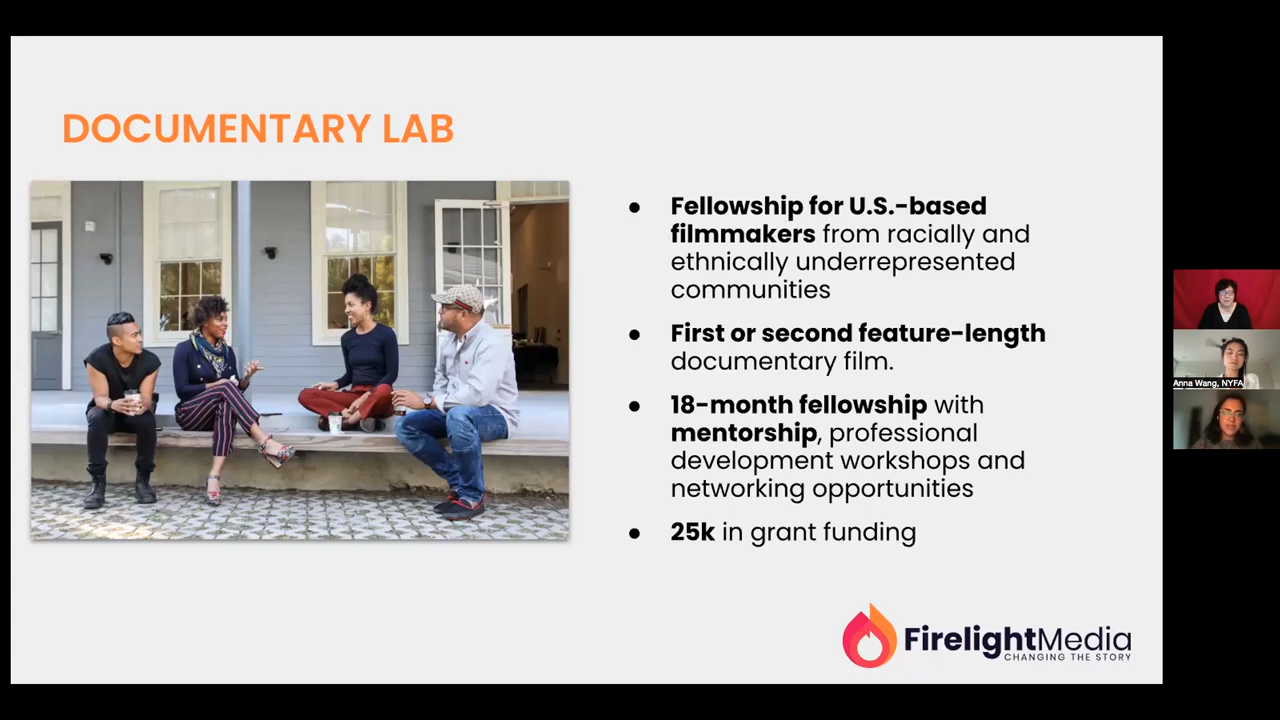 DOCUMENTARY LAB
● Fellowship for U.S.-based
filmmakers from racially and
ethnically underrepresented
communities
● First or second feature-length
documentary film.
● 18-month fellowship with
mentorship, professional
development workshops and
networking opportunities
● 25k in grant funding
FirelightMedia
CHANGING THE STORY
Anna Wang, NYFA